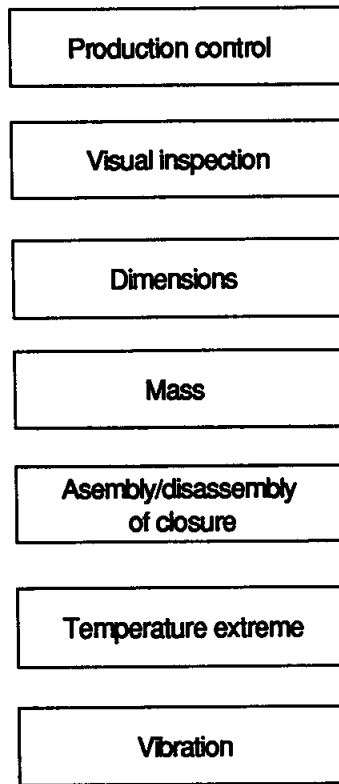 Production control
Visual inspection
Dimensions
Mass
Asembly/disassembly
of closure
Temperature extreme
Vibration